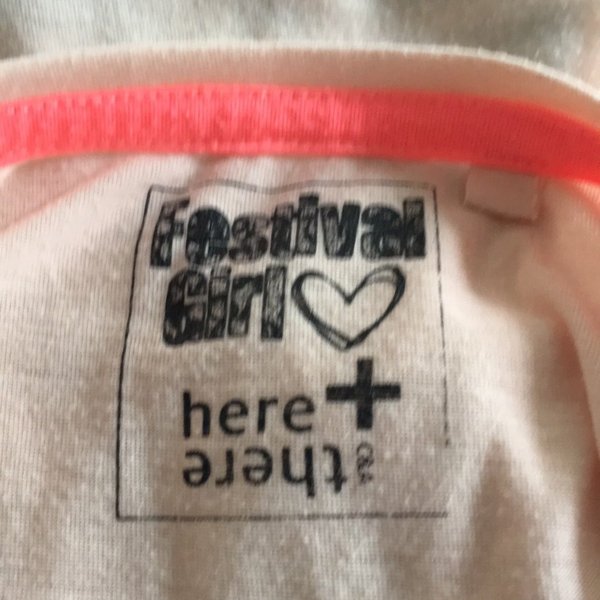 Festival
Girl
here +
there
C&A